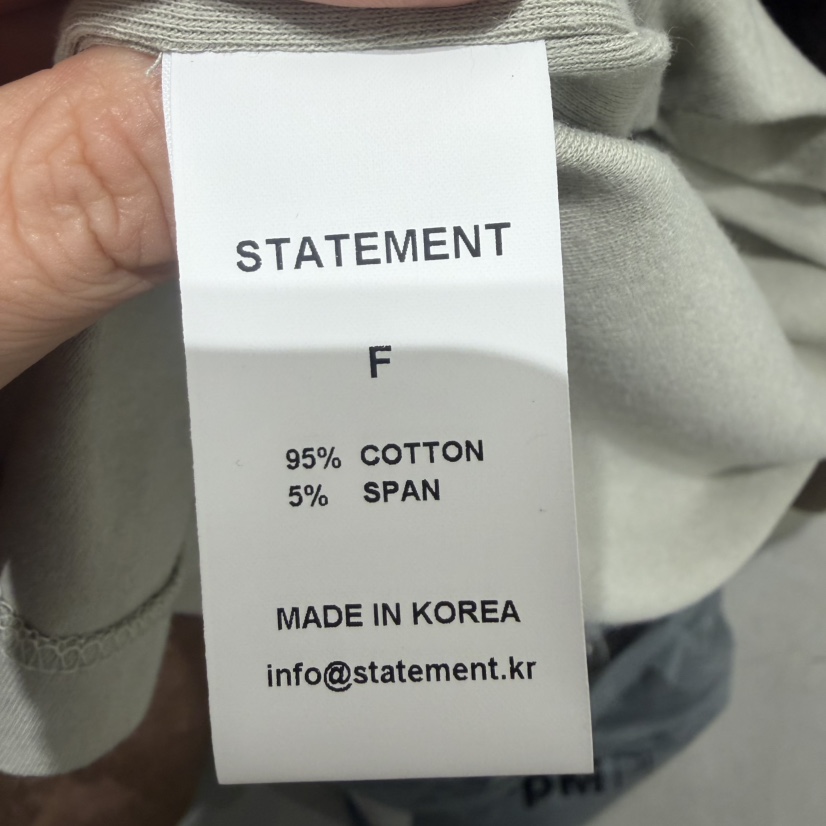 STATEMENT
F
95% COTTON
5% SPAN
MADE IN KOREA
info@statement.kr